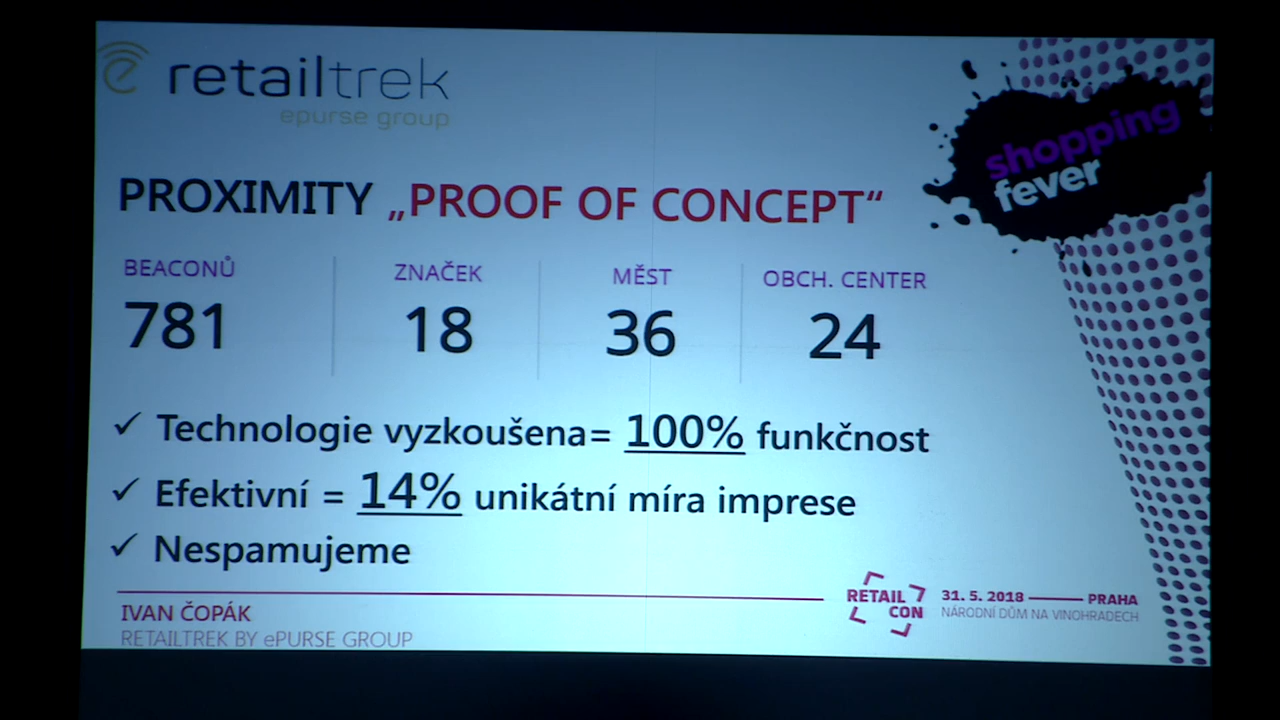 retailtrek
epurse group
shopping
fever
PROXIMITY „PROOF OF CONCEPT“
BEACONŮ
781
ZNAČEK
18
MĚST
36
OBCH. CENTER
24
✓ Technologie vyzkoušena= 100% funkčnost
✓ Efektivní = 14% unikátní míra imprese
✓ Nespamujeme
IVAN ČOPÁK
RETAILTREK BY ePURSE GROUP
RETAIL
CON
31. 5. 2018 PRAHA
NÁRODNÍ DŮM NA VINOHRADECH